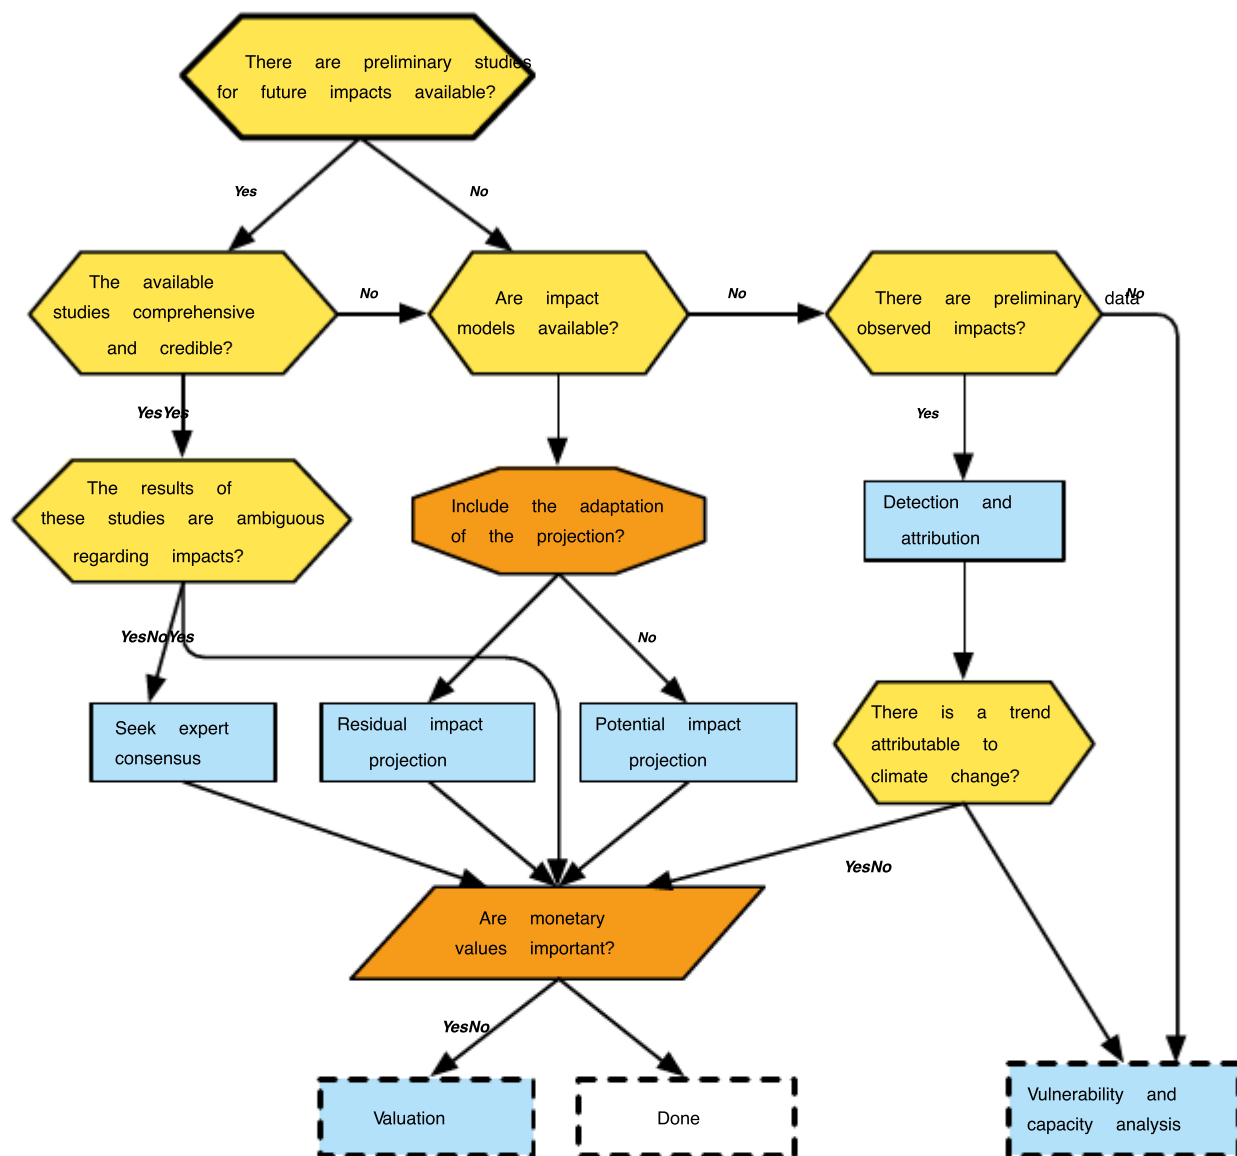 There are preliminary studies
for future impacts available?
Yes
No
The available
studies comprehensive
and credible?
No
Are impact
models available?
No
There are preliminary data
observed impacts?
No
YesYes
Yes
The results of
these studies are ambiguous
regarding impacts?
Include the adaptation
of the projection?
Detection and
attribution
YesNoYes
No
Seek expert
consensus
Residual impact
projection
Potential impact
projection
There is a trend
attributable to
climate change?
YesNo
Are monetary
values important?
YesNo
Valuation
Done
Vulnerability and
capacity analysis